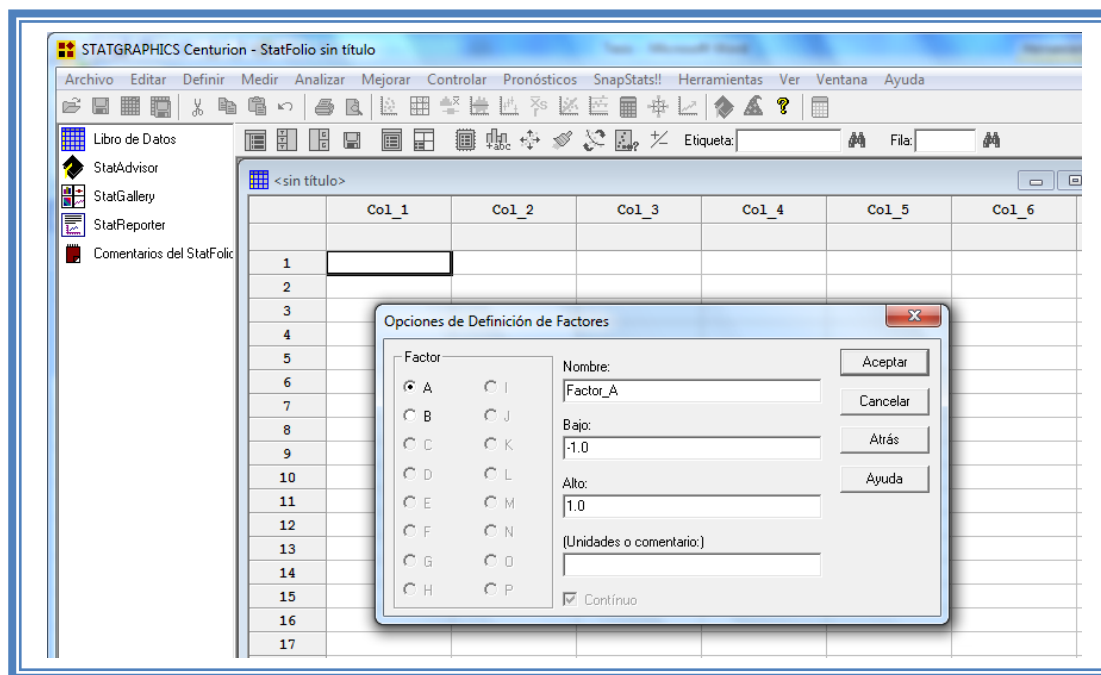 STATGRAPHICS Centurion - StatFolio sin título
Archivo Editar Definir Medir Analizar Mejorar Controlar Pronósticos SnapStats!! Herramientas Ver Ventana Ayuda
Etiqueta: Fila:
Libro de Datos
StatAdvisor
StatGallery
StatReporter
Comentarios del StatFolio
<sin título>
Col_1 Col_2 Col_3 Col_4 Col_5 Col_6
1
2
3
4
5
6
7
8
9
10
11
12
13
14
15
16
17
Opciones de Definición de Factores
Factor
A I
B J
C K
D L
E M
F N
G O
H P
Nombre:
Factor_A
Bajo:
-1.0
Alto:
1.0
(Unidades o comentario:)
Contínuo
Aceptar
Cancelar
Atrás
Ayuda